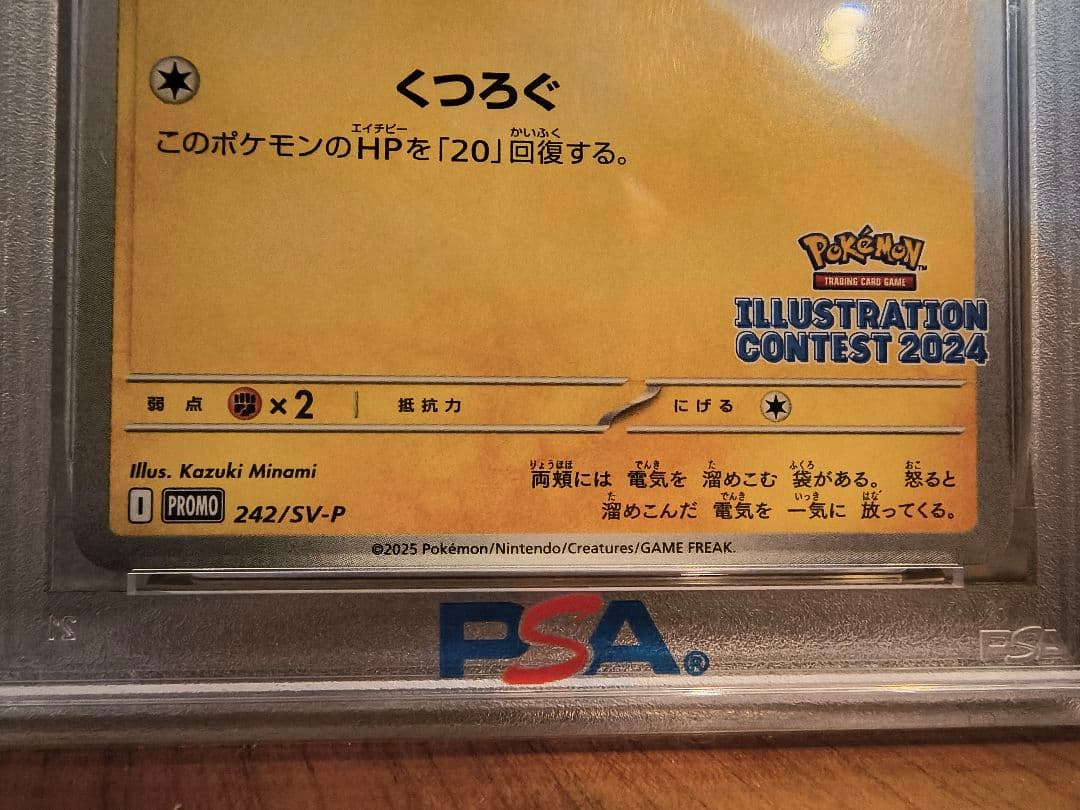 くつろぐ
このポケモンのHPを「20」回復する。
エイチピー かいふく
POKÉMON™
TRADING CARD GAME
ILLUSTRATION
CONTEST 2024
弱点 ×2 抵抗力 にげる
Illus. Kazuki Minami
I PROMO 242/SV-P
りょうほほ でんき た ふくろ おこ
両頬には 電気を 溜めこむ 袋がある。 怒ると
た でんき いっき はな
溜めこんだ 電気を 一気に 放ってくる。
©2025 Pokémon/Nintendo/Creatures/GAME FREAK.
PSA®
PSA